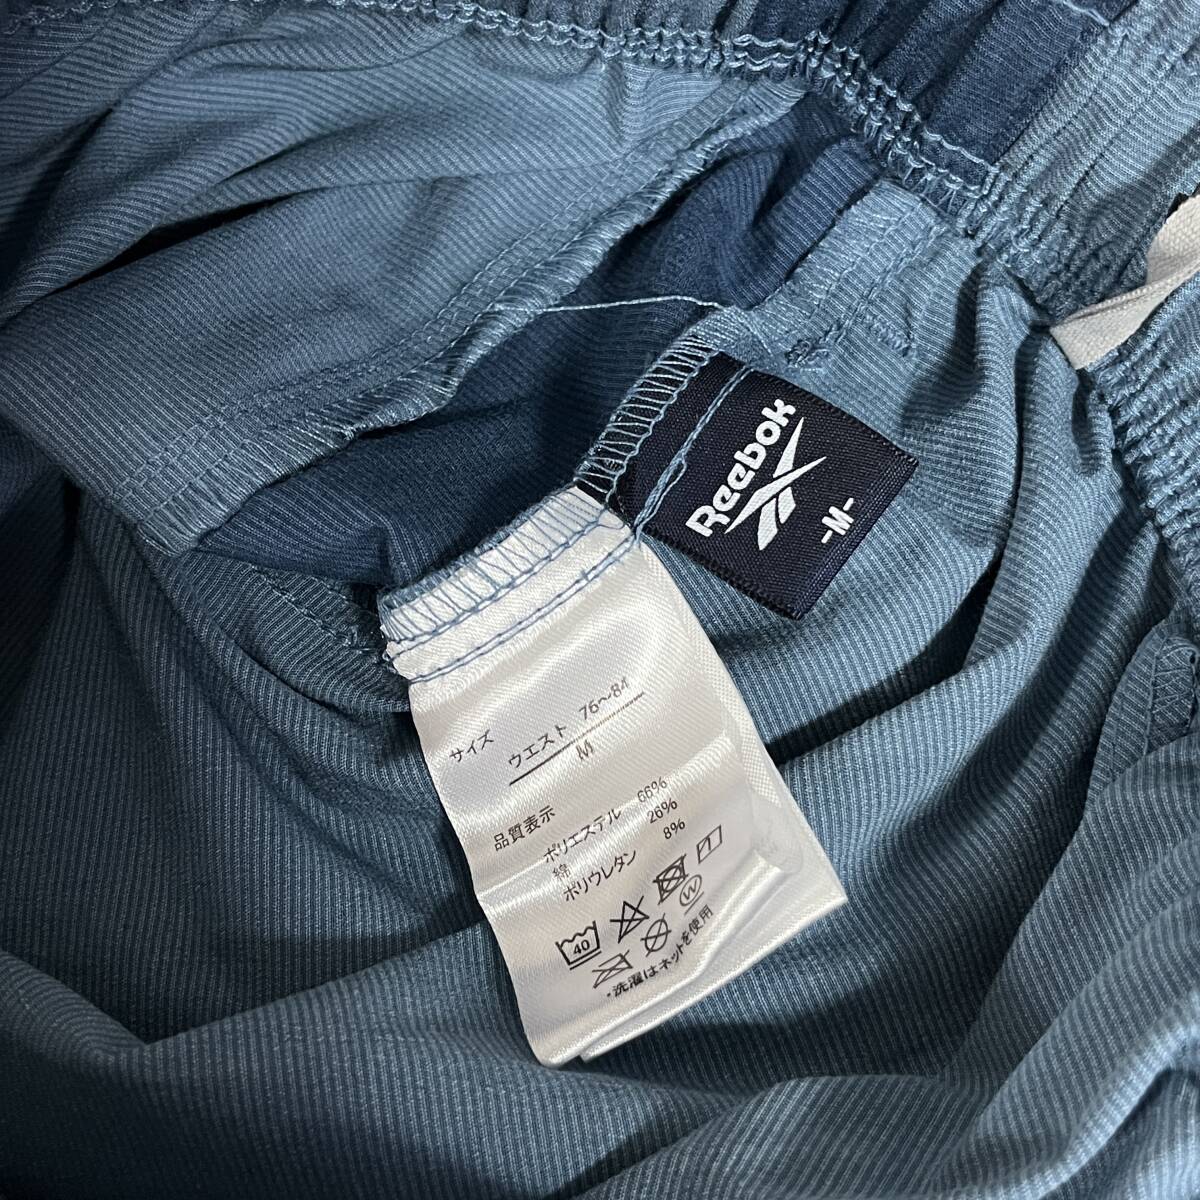 Reebok
-M-
サイズ
ウエスト 76~84
M
品質表示
ポリエステル 66%
綿 26%
ポリウレタン 8%
40
W
・洗濯はネットを使用